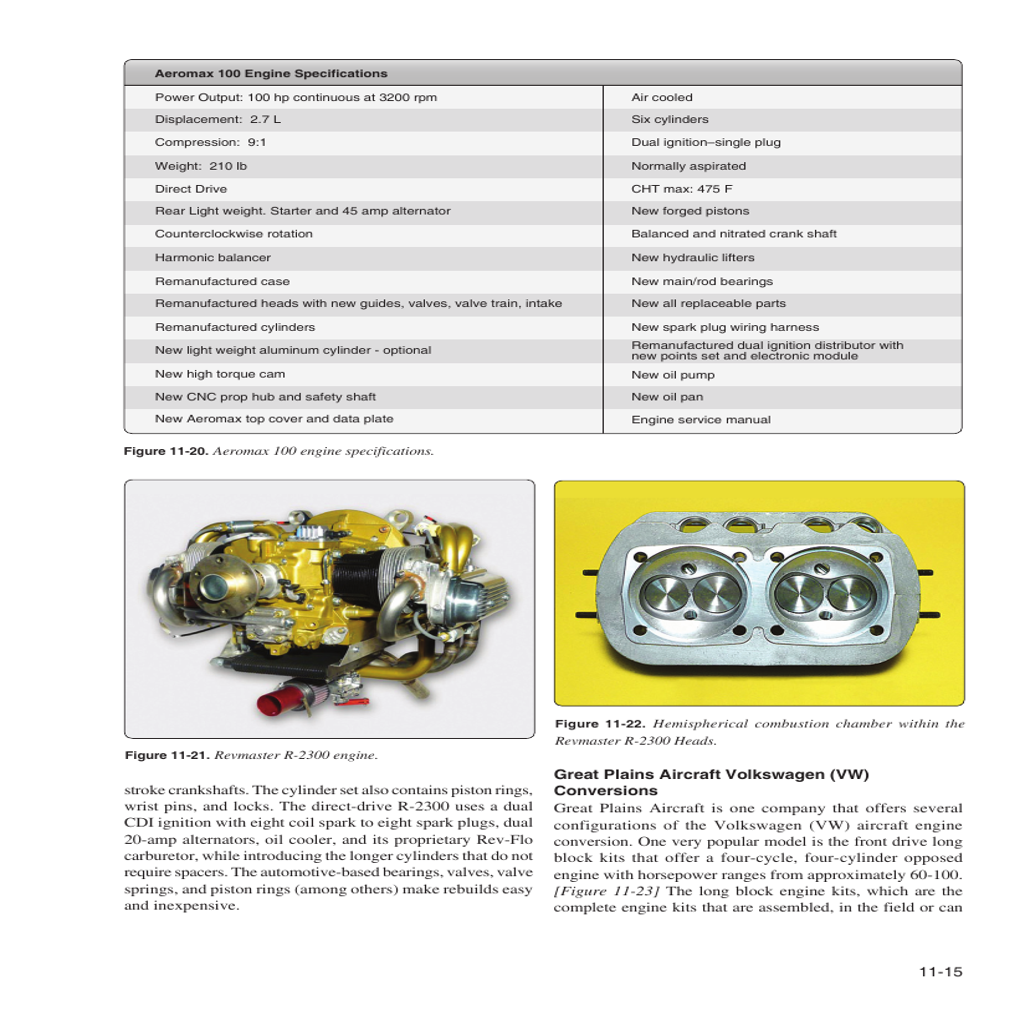 Aeromax 100 Engine Specifications
Power Output: 100 hp continuous at 3200 rpm
Air cooled
Displacement:  2.7 L
Six cylinders
Compression:  9:1
Dual ignition–single plug
Weight:  210 lb
Normally aspirated
Direct Drive
CHT max: 475 F
Rear Light weight. Starter and 45 amp alternator
New forged pistons
Counterclockwise rotation
Balanced and nitrated crank shaft
Harmonic balancer
New hydraulic lifters
Remanufactured case
New main/rod bearings
Remanufactured heads with new guides, valves, valve train, intake
New all replaceable parts
Remanufactured cylinders
New spark plug wiring harness
New light weight aluminum cylinder - optional
Remanufactured dual ignition distributor with
new points set and electronic module
New high torque cam
New oil pump
New CNC prop hub and safety shaft
New oil pan
New Aeromax top cover and data plate
Engine service manual
Figure 11-20. Aeromax 100 engine specifications.
Figure 11-21. Revmaster R-2300 engine.
stroke crankshafts. The cylinder set also contains piston rings,
wrist pins, and locks. The direct-drive R-2300 uses a dual
CDI ignition with eight coil spark to eight spark plugs, dual
20-amp alternators, oil cooler, and its proprietary Rev-Flo
carburetor, while introducing the longer cylinders that do not
require spacers. The automotive-based bearings, valves, valve
springs, and piston rings (among others) make rebuilds easy
and inexpensive.
Figure 11-22. Hemispherical combustion chamber within the
Revmaster R-2300 Heads.
Great Plains Aircraft Volkswagen (VW)
Conversions
Great Plains Aircraft is one company that offers several
configurations of the Volkswagen (VW) aircraft engine
conversion. One very popular model is the front drive long
block kits that offer a four-cycle, four-cylinder opposed
engine with horsepower ranges from approximately 60-100.
[Figure 11-23] The long block engine kits, which are the
complete engine kits that are assembled, in the field or can
11-15